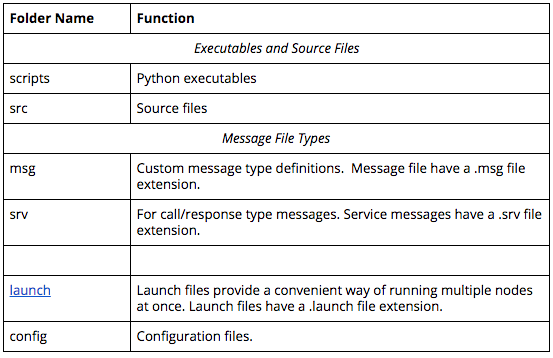 Folder Name Function
Executables and Source Files
scripts Python executables
src Source files
Message File Types
msg Custom message type definitions.  Message file have a .msg file
extension.
srv For call/response type messages. Service messages have a .srv file
extension.
launch Launch files provide a convenient way of running multiple nodes
at once. Launch files have a .launch file extension.
config Configuration files.